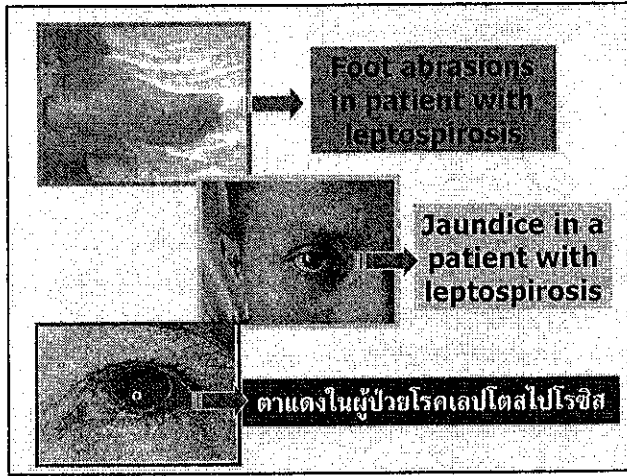 Foot abrasions
in patient with
leptospirosis
Jaundice in a
patient with
leptospirosis
ตาแดงในผู้ป่วยโรคเลปโตสไปโรซิส